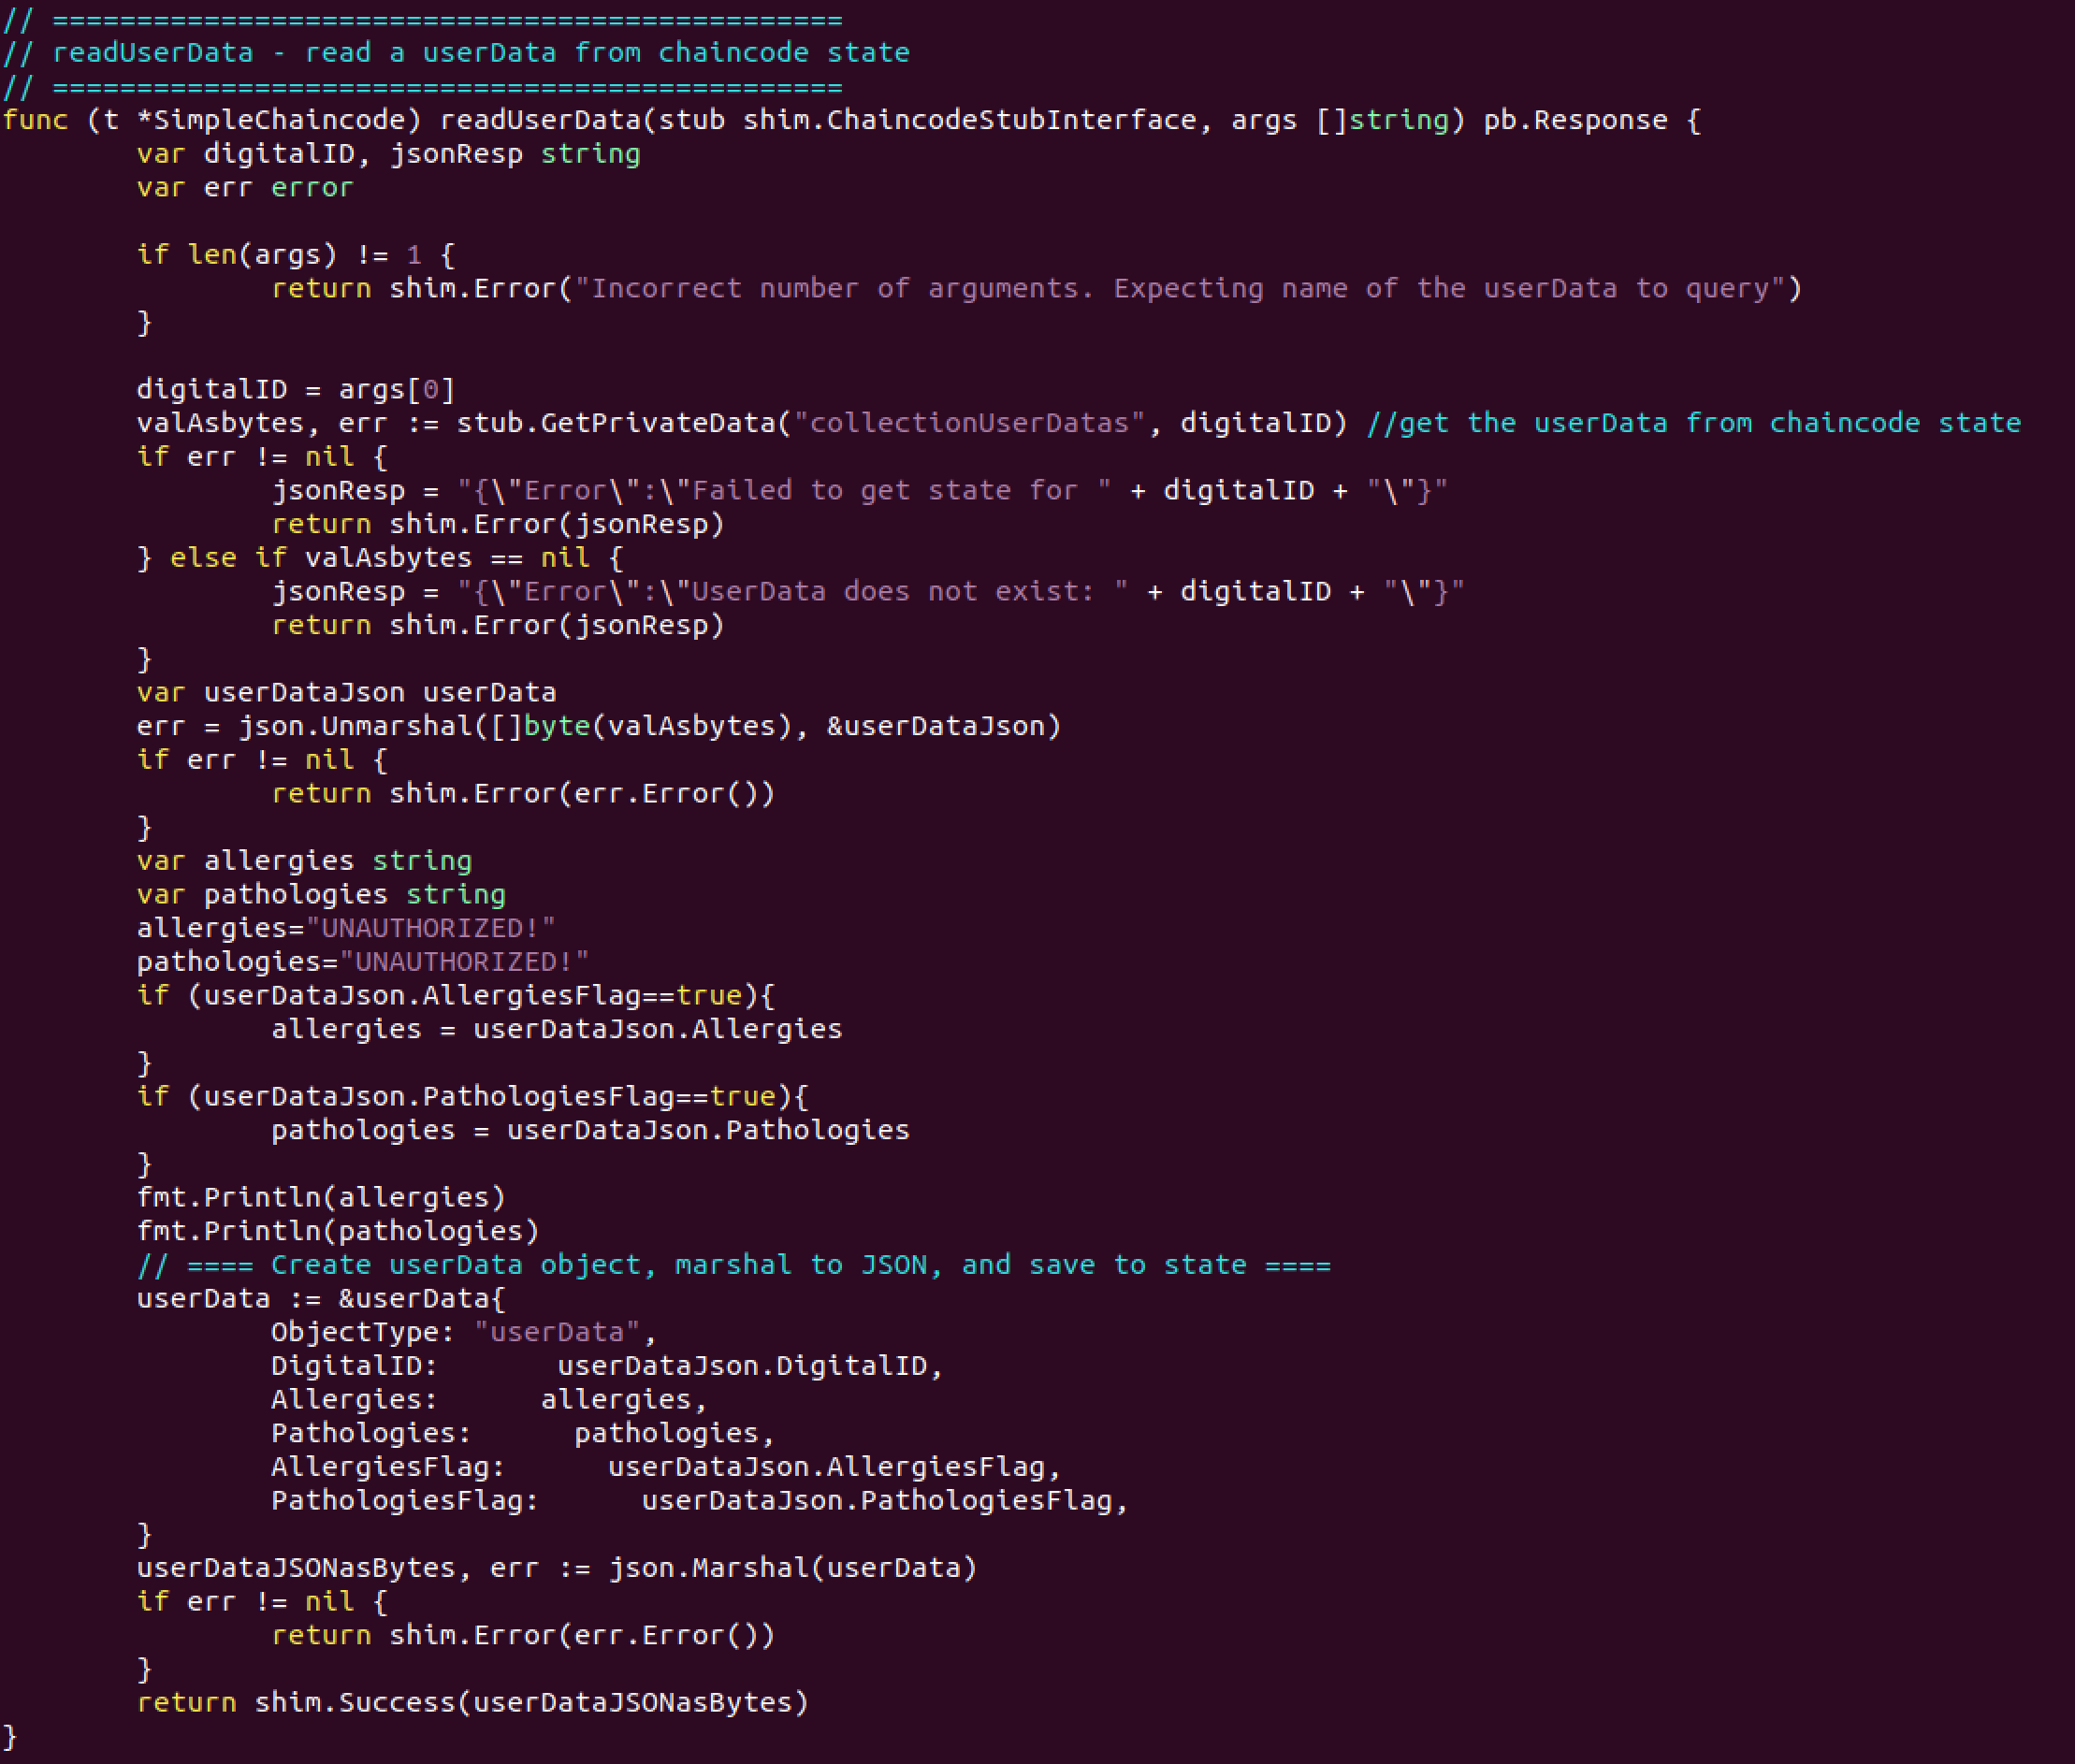 // ===============================================
// readUserData - read a userData from chaincode state
// ===============================================
func (t *SimpleChaincode) readUserData(stub shim.ChaincodeStubInterface, args []string) pb.Response {
        var digitalID, jsonResp string
        var err error

        if len(args) != 1 {
                return shim.Error("Incorrect number of arguments. Expecting name of the userData to query")
        }

        digitalID = args[0]
        valAsbytes, err := stub.GetPrivateData("collectionUserDatas", digitalID) //get the userData from chaincode state
        if err != nil {
                jsonResp = "{\"Error\":\"Failed to get state for " + digitalID + "\"}"
                return shim.Error(jsonResp)
        } else if valAsbytes == nil {
                jsonResp = "{\"Error\":\"UserData does not exist: " + digitalID + "\"}"
                return shim.Error(jsonResp)
        }
        var userDataJson userData
        err = json.Unmarshal([]byte(valAsbytes), &userDataJson)
        if err != nil {
                return shim.Error(err.Error())
        }
        var allergies string
        var pathologies string
        allergies="UNAUTHORIZED!"
        pathologies="UNAUTHORIZED!"
        if (userDataJson.AllergiesFlag==true){
                allergies = userDataJson.Allergies
        }
        if (userDataJson.PathologiesFlag==true){
                pathologies = userDataJson.Pathologies
        }
        fmt.Println(allergies)
        fmt.Println(pathologies)
        // ==== Create userData object, marshal to JSON, and save to state ====
        userData := &userData{
                ObjectType: "userData",
                DigitalID:       userDataJson.DigitalID,
                Allergies:      allergies,
                Pathologies:      pathologies,
                AllergiesFlag:      userDataJson.AllergiesFlag,
                PathologiesFlag:      userDataJson.PathologiesFlag,
        }
        userDataJSONasBytes, err := json.Marshal(userData)
        if err != nil {
                return shim.Error(err.Error())
        }
        return shim.Success(userDataJSONasBytes)
}